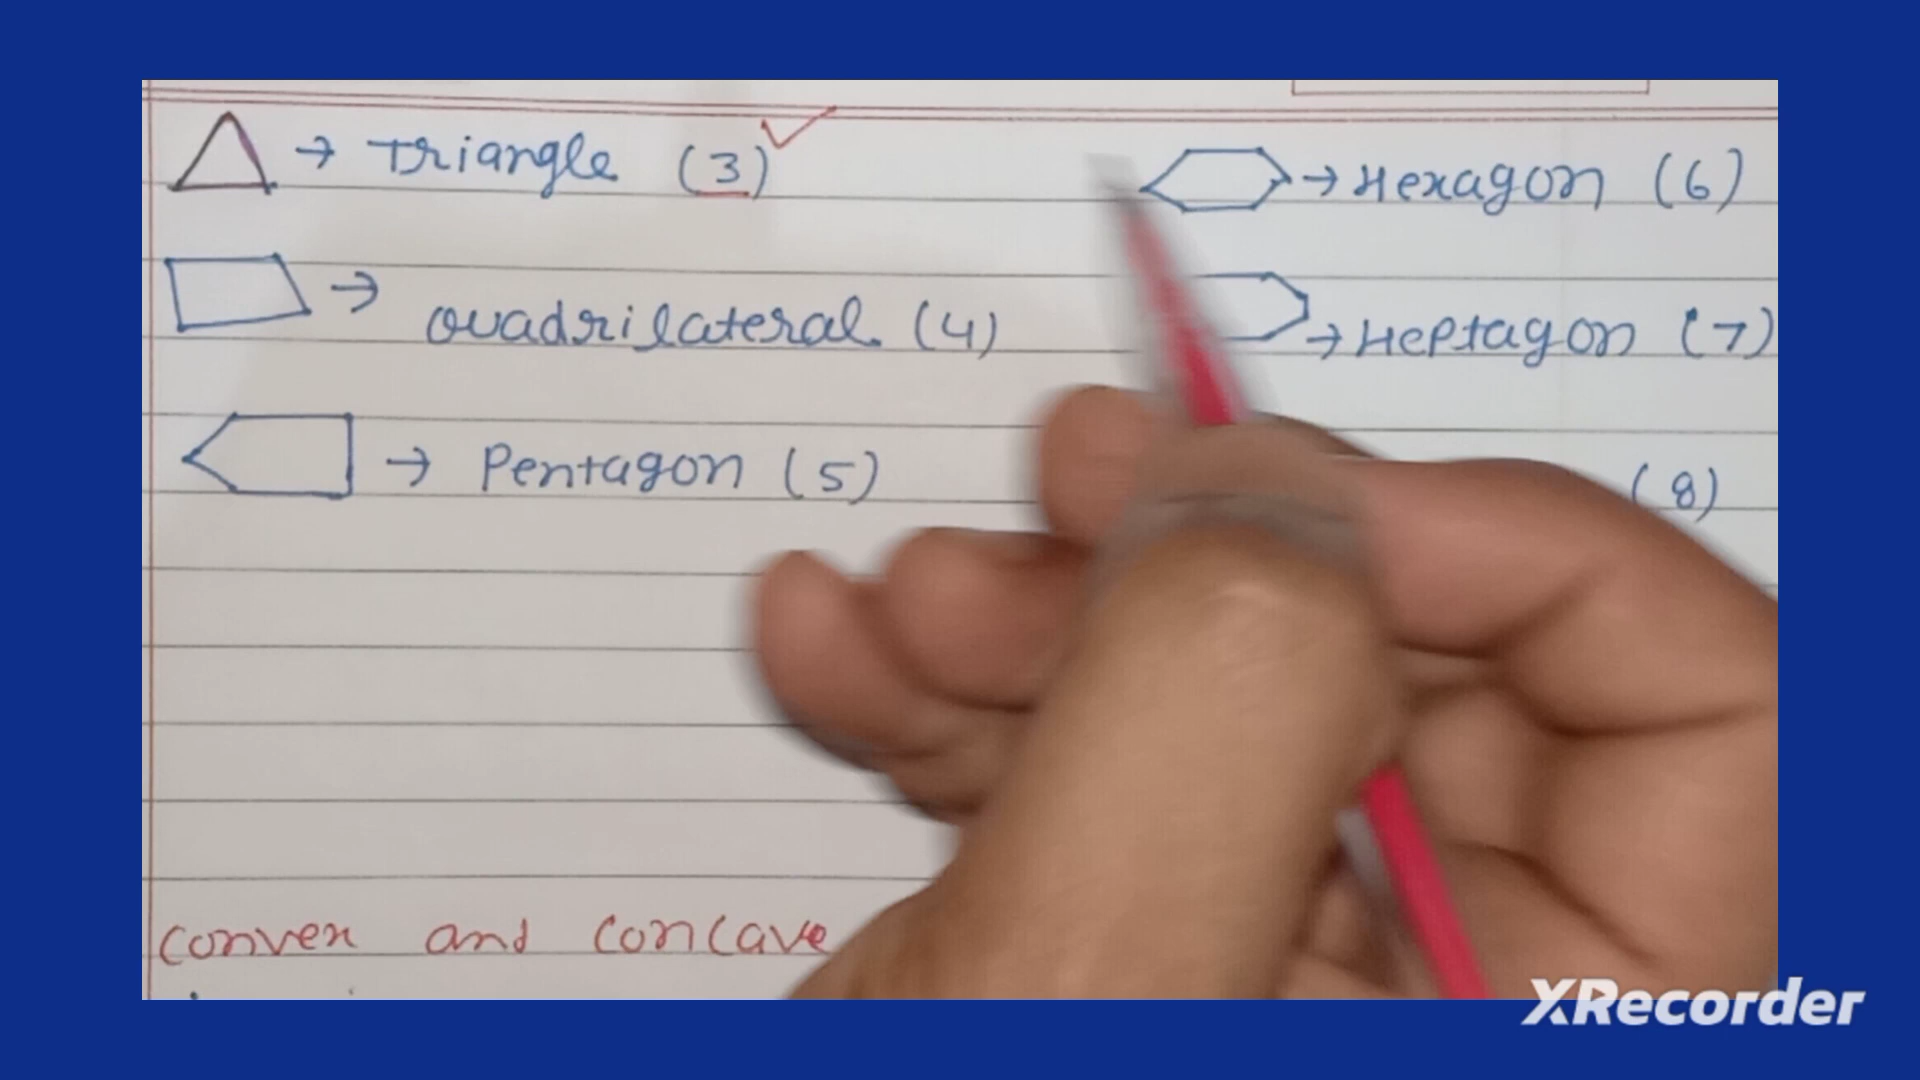 → Triangle (3) ✓
→ Quadrilateral (4)
→ Pentagon (5)
→ Hexagon (6)
→ Heptagon (7)
(8)
Convex and Concave
XRecorder